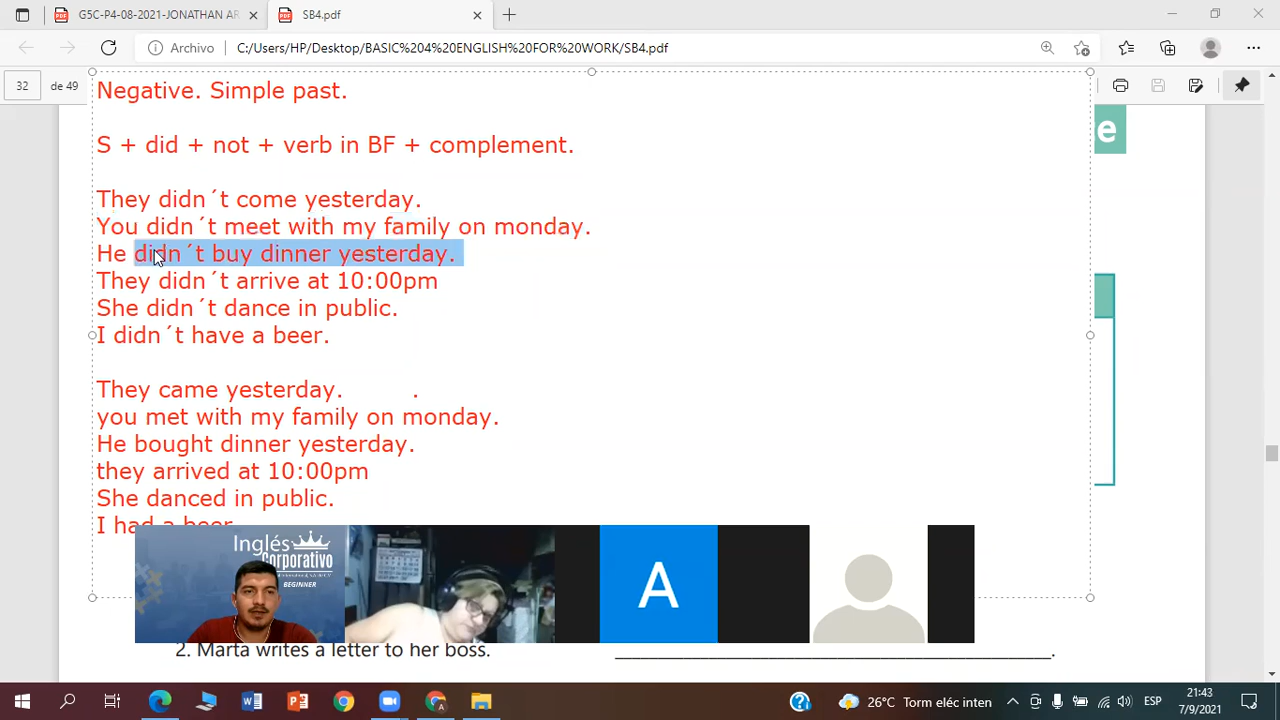 G5C-P4-08-2021-JONATHAN AR
SB4.pdf
Archivo
C:/Users/HP/Desktop/BASIC%204%20ENGLISH%20FOR%20WORK/SB4.pdf
32 de 49
Negative. Simple past.
S + did + not + verb in BF + complement.
They didn´t come yesterday.
You didn´t meet with my family on monday.
He didn´t buy dinner yesterday.
They didn´t arrive at 10:00pm
She didn´t dance in public.
I didn´t have a beer.
They came yesterday. .
you met with my family on monday.
He bought dinner yesterday.
they arrived at 10:00pm
She danced in public.
I had a beer
e
Inglés
Corporativo
BEGINNER
A
2. Marta writes a letter to her boss. ____________________.
26°C Torm eléc inten
ESP
21:43
7/9/2021